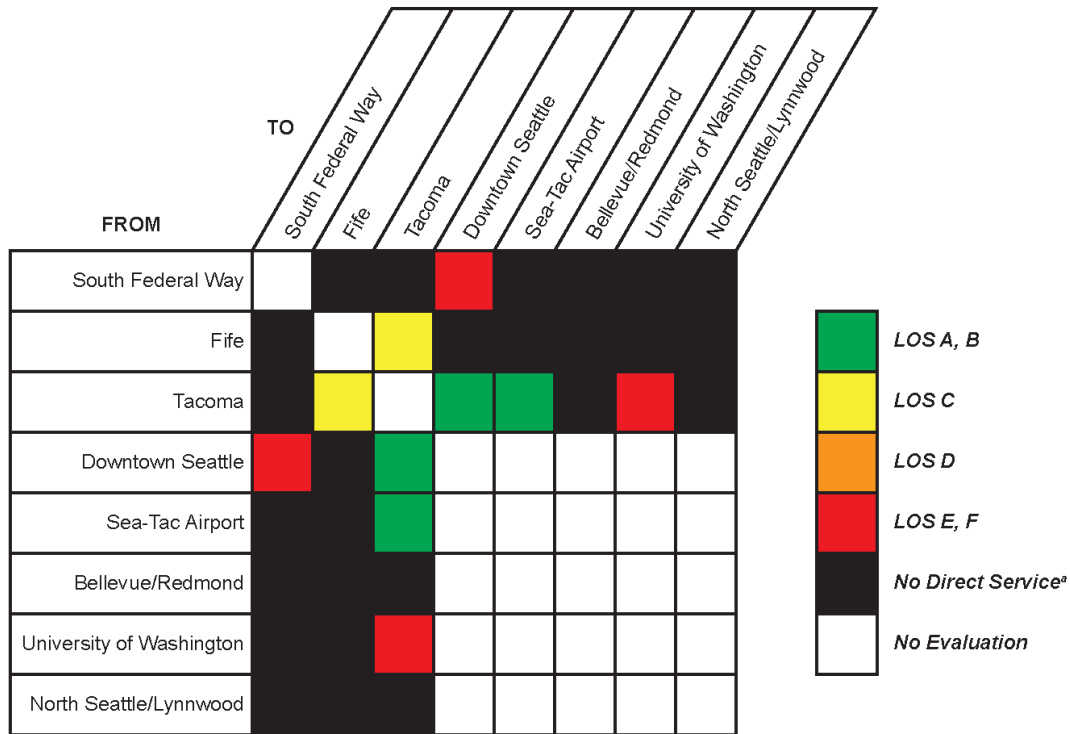 TO
FROM
South Federal Way
Fife
Tacoma
Downtown Seattle
Sea-Tac Airport
Bellevue/Redmond
University of Washington
North Seattle/Lynnwood
South Federal Way
Fife
Tacoma
Downtown Seattle
Sea-Tac Airport
Bellevue/Redmond
University of Washington
North Seattle/Lynnwood
LOS A, B
LOS C
LOS D
LOS E, F
No Direct Serviceª
No Evaluation